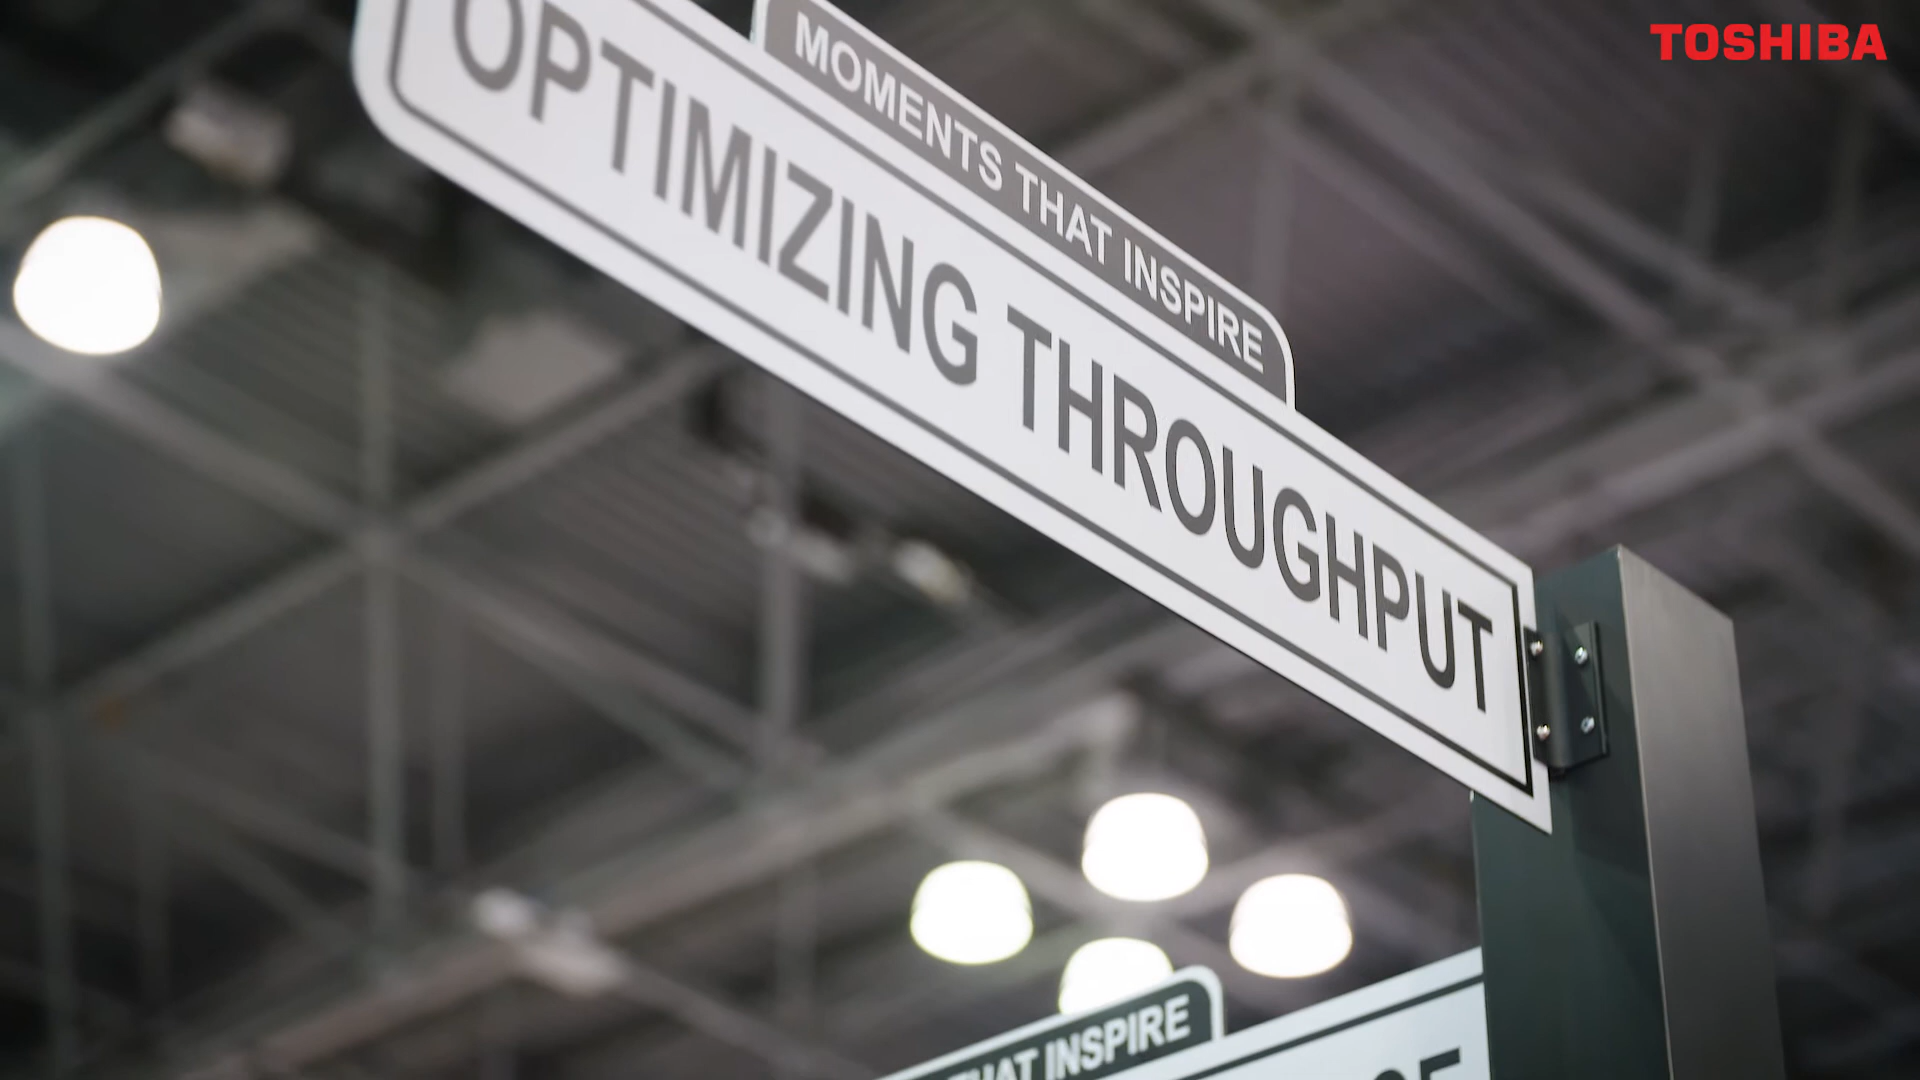 TOSHIBA
MOMENTS THAT INSPIRE
OPTIMIZING THROUGHPUT
THAT INSPIRE